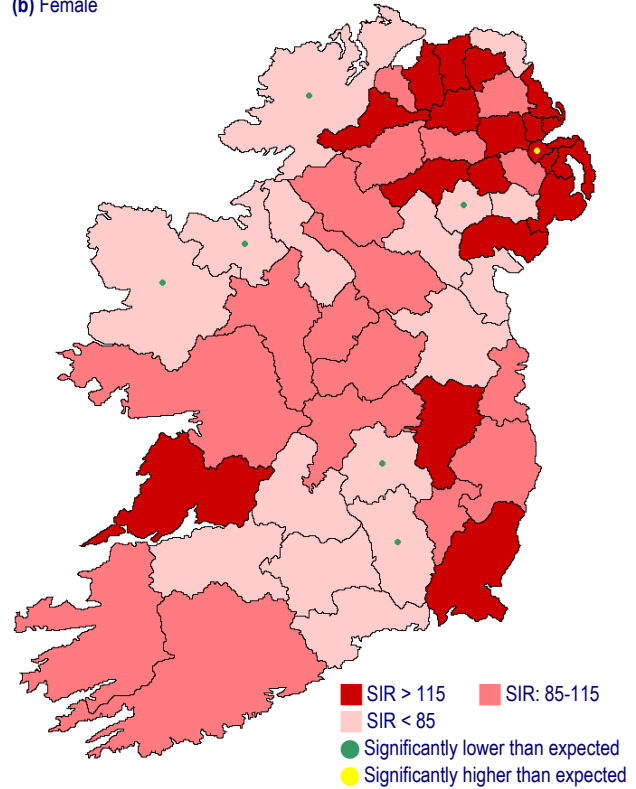 (b) Female
SIR > 115 SIR: 85-115
SIR < 85
Significantly lower than expected
Significantly higher than expected